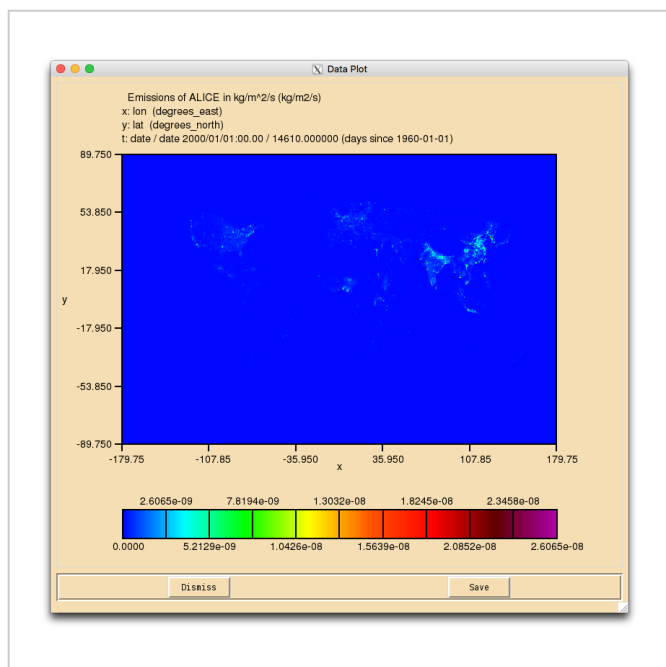 Data Plot
Emissions of ALICE in kg/m^2/s (kg/m2/s)
x: lon (degrees_east)
y: lat (degrees_north)
t: date / date 2000/01/01:00.00 / 14610.000000 (days since 1960-01-01)
89.750
53.850
17.950
y
-17.950
-53.850
-89.750
-179.75 -107.85 -35.950 35.950 107.85 179.75
x
2.6065e-09 7.8194e-09 1.3032e-08 1.8245e-08 2.3458e-08
0.0000 5.2129e-09 1.0426e-08 1.5639e-08 2.0852e-08 2.6065e-08
Dismiss Save